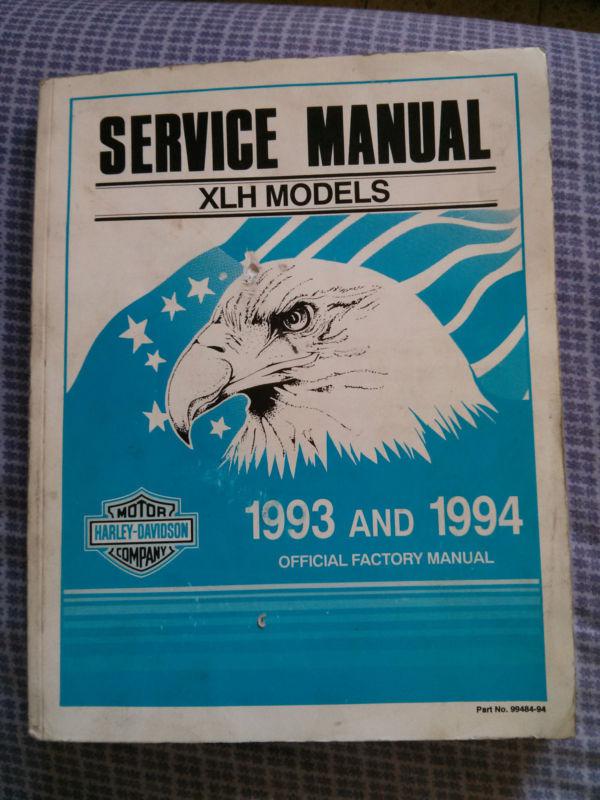 SERVICE MANUAL
XLH MODELS
MOTOR
HARLEY-DAVIDSON
COMPANY
1993 AND 1994
OFFICIAL FACTORY MANUAL
Part No. 99484-94